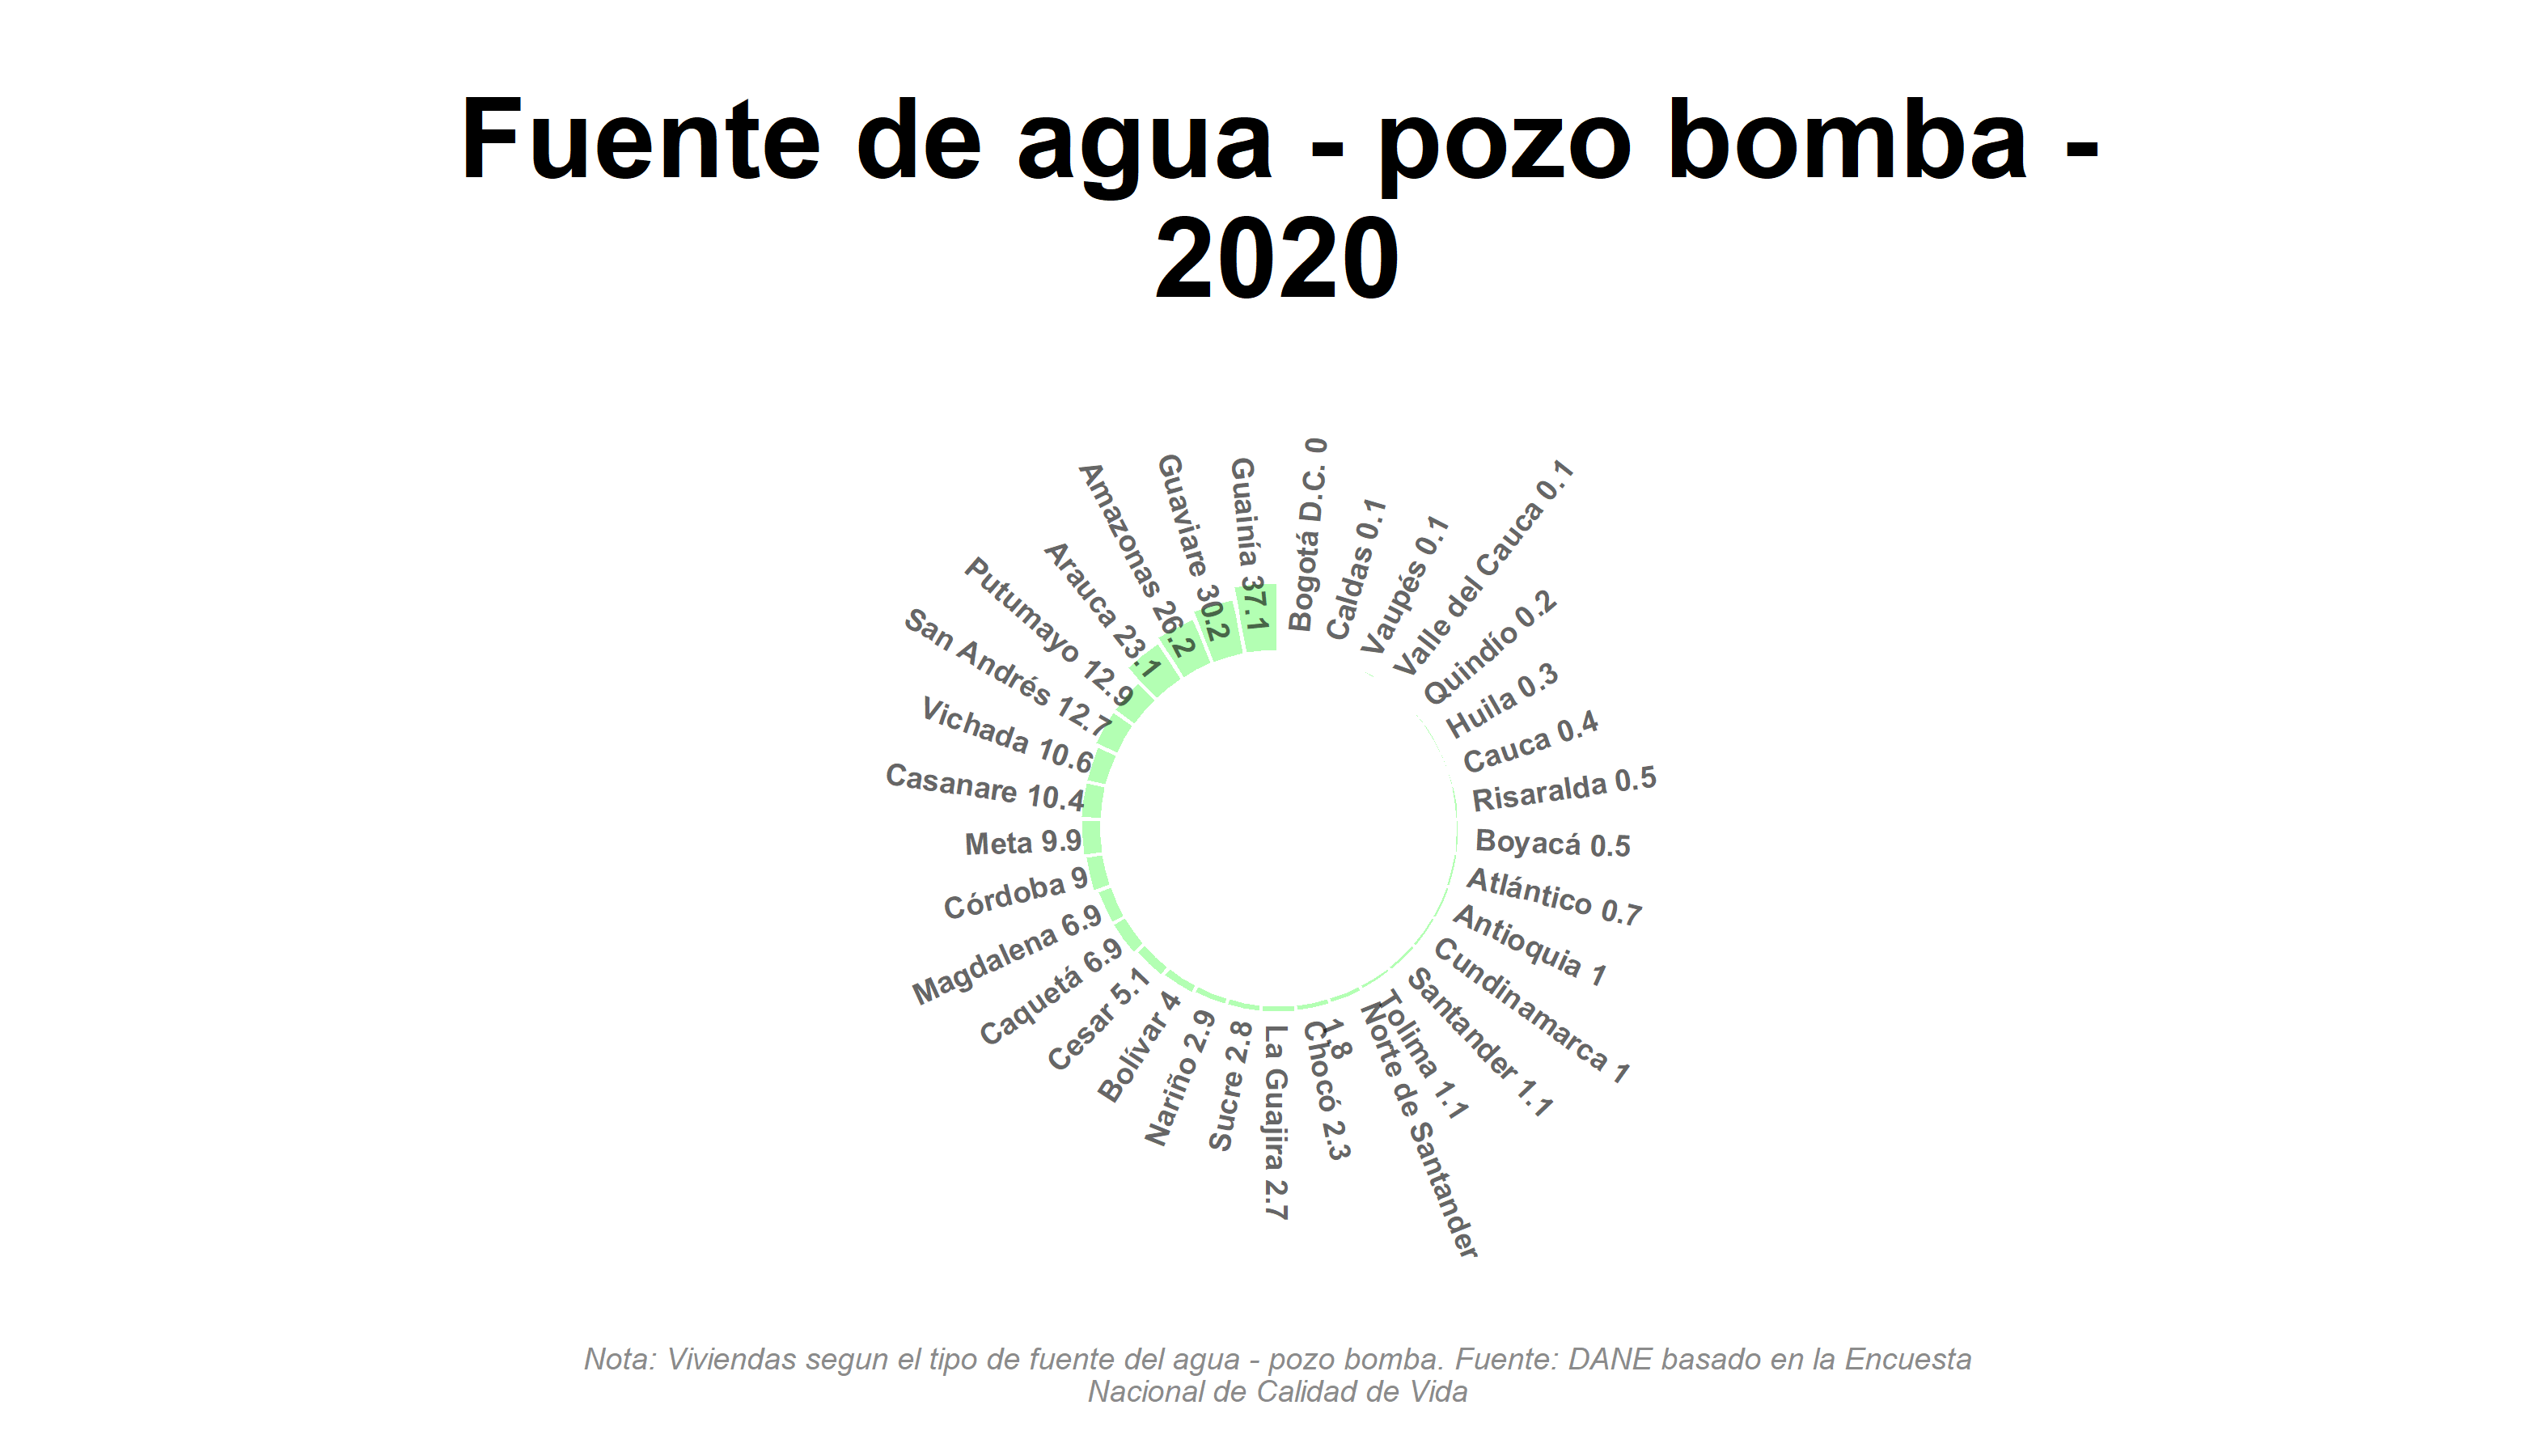 Fuente de agua - pozo bomba -
2020
Bogotá D.C. 0
Caldas 0.1
Vaupés 0.1
Valle del Cauca 0.1
Quindío 0.2
Huila 0.3
Cauca 0.4
Risaralda 0.5
Boyacá 0.5
Atlántico 0.7
Antioquia 1
Cundinamarca 1
Santander 1.1
Tolima 1.1
Norte de Santander
1.8
Chocó 2.3
La Guajira 2.7
Sucre 2.8
Nariño 2.9
Bolívar 4
Cesar 5.1
Caquetá 6.9
Magdalena 6.9
Córdoba 9
Meta 9.9
Casanare 10.4
Vichada 10.6
San Andrés 12.7
Putumayo 12.9
Arauca 23.1
Amazonas 26.2
Guaviare 30.2
Guainía 37.1
Nota: Viviendas segun el tipo de fuente del agua - pozo bomba. Fuente: DANE basado en la Encuesta
Nacional de Calidad de Vida